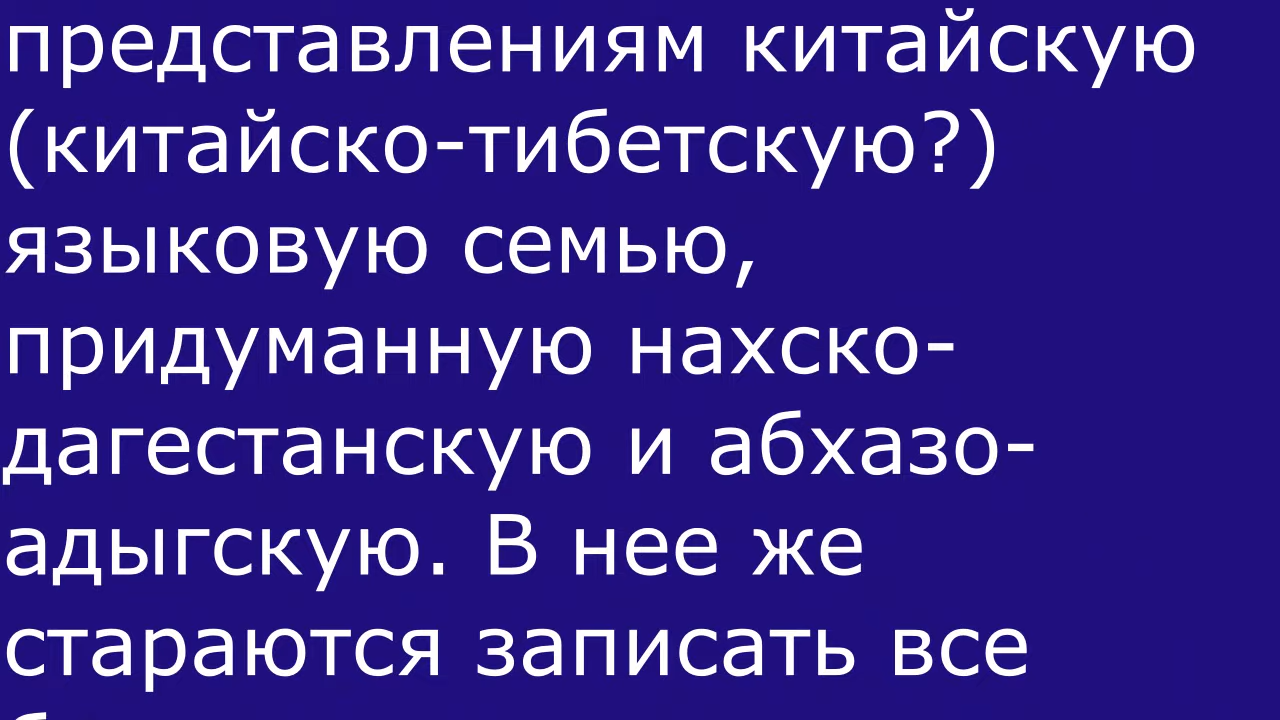 представлениям китайскую
(китайско-тибетскую?)
языковую семью,
придуманную нахско-
дагестанскую и абхазо-
адыгскую. В нее же
стараются записать все